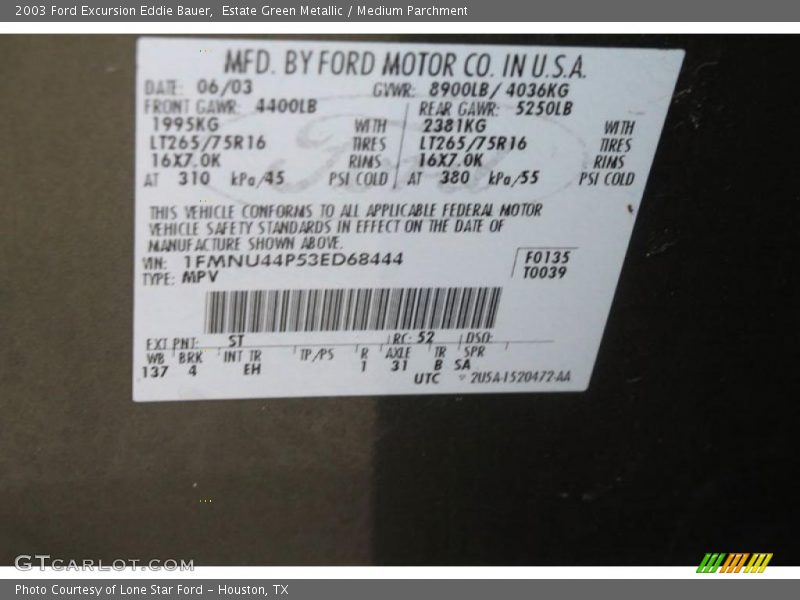 2003 Ford Excursion Eddie Bauer, Estate Green Metallic / Medium Parchment
MFD. BY FORD MOTOR CO. IN U.S.A.
DATE: 06/03 GVWR: 8900LB/ 4036KG
FRONT GAWR: 4400LB REAR GAWR: 5250LB
1995KG WITH 2381KG WITH
LT265/75R16 TIRES LT265/75R16 TIRES
16X7.0K RIMS 16X7.0K RIMS
AT 310 kPa/45 PSI COLD AT 380 kPa/55 PSI COLD
THIS VEHICLE CONFORMS TO ALL APPLICABLE FEDERAL MOTOR
VEHICLE SAFETY STANDARDS IN EFFECT ON THE DATE OF
MANUFACTURE SHOWN ABOVE.
VIN: 1FMNU44P53ED68444 F0135
TYPE: MPV T0039
EXT PNT: ST RC: 52 DSO:
WB BRK INT TR TP/PS R AXLE TR SPR
137 4 EH 1 31 B SA
UTC 2U5A-1520472-AA
GTCARLOT.COM
Photo Courtesy of Lone Star Ford - Houston, TX